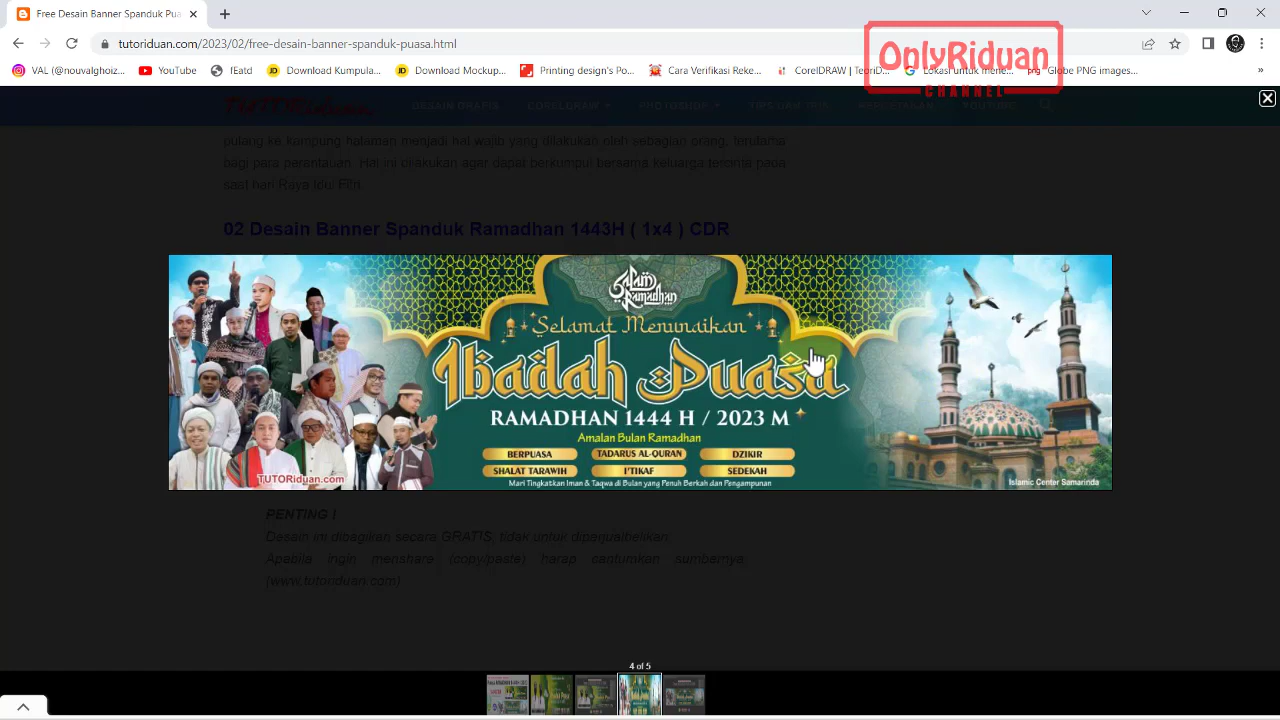 Free Desain Banner Spanduk Pua
tutoriduan.com/2023/02/free-desain-banner-spanduk-puasa.html
OnlyRiduan
CHANNEL
VAL (@nouvalghoiz...
YouTube
!Eatd
Download Kumpula...
Download Mockup...
Printing design's Po...
Cara Verifikasi Reke...
CorelDRAW | TeoriD...
Lokasi untuk mene...
Globe PNG images...
»
TUTORiduan
DESAIN GRAFIS
CORELDRAW
PHOTOSHOP
PERCETAKAN
YOUTUBE
pulang ke kampung halaman menjadi hal wajib yang dilakukan oleh sebagian orang, terutama
bagi para perantauan. Hal ini dilakukan agar dapat berkumpul bersama keluarga tercinta pada
saat hari Raya Idul Fitri.
02 Desain Banner Spanduk Ramadhan 1443H ( 1x4 ) CDR
Salam
Ramadhan
Selamat Menunaikan
Ibadah Puasa
RAMADHAN 1444 H / 2023 M
Amalan Bulan Ramadhan
BERPUASA
TADARUS AL-QURAN
DZIKIR
SHALAT TARAWIH
I'TIKAF
SEDEKAH
Mari Tingkatkan Iman & Taqwa di Bulan yang Penuh Berkah dan Pengampunan
TUTORiduan.com
Islamic Center Samarinda
PENTING !
Desain ini dibagikan secara GRATIS, tidak untuk diperjualbelikan.
Apabila ingin menshare (copy/paste) harap cantumkan sumbernya
(www.tutoriduan.com)
4 of 5